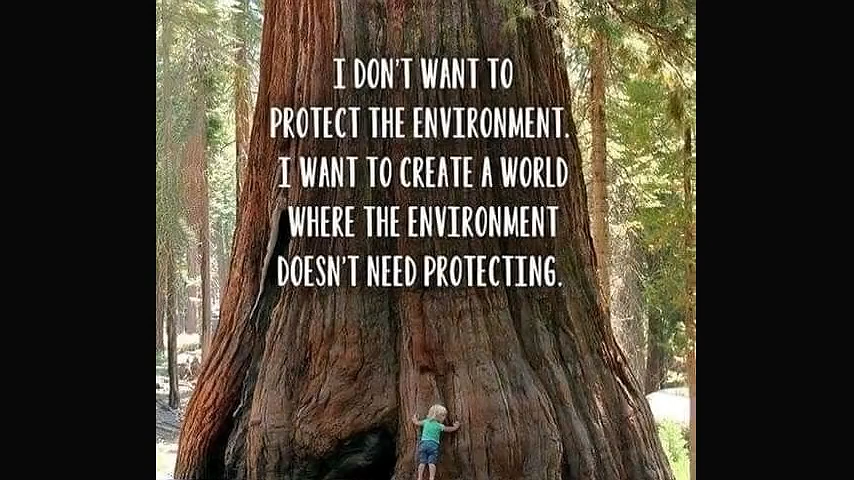 I DON'T WANT TO
PROTECT THE ENVIRONMENT.
I WANT TO CREATE A WORLD
WHERE THE ENVIRONMENT
DOESN'T NEED PROTECTING.